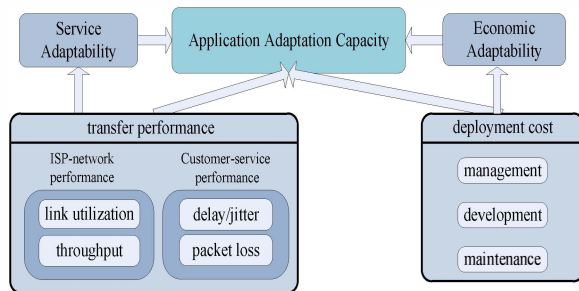 Service
Adaptability
Application Adaptation Capacity
Economic
Adaptability
transfer performance
ISP-network
performance
Customer-service
performance
link utilization
throughput
delay/jitter
packet loss
deployment cost
management
development
maintenance